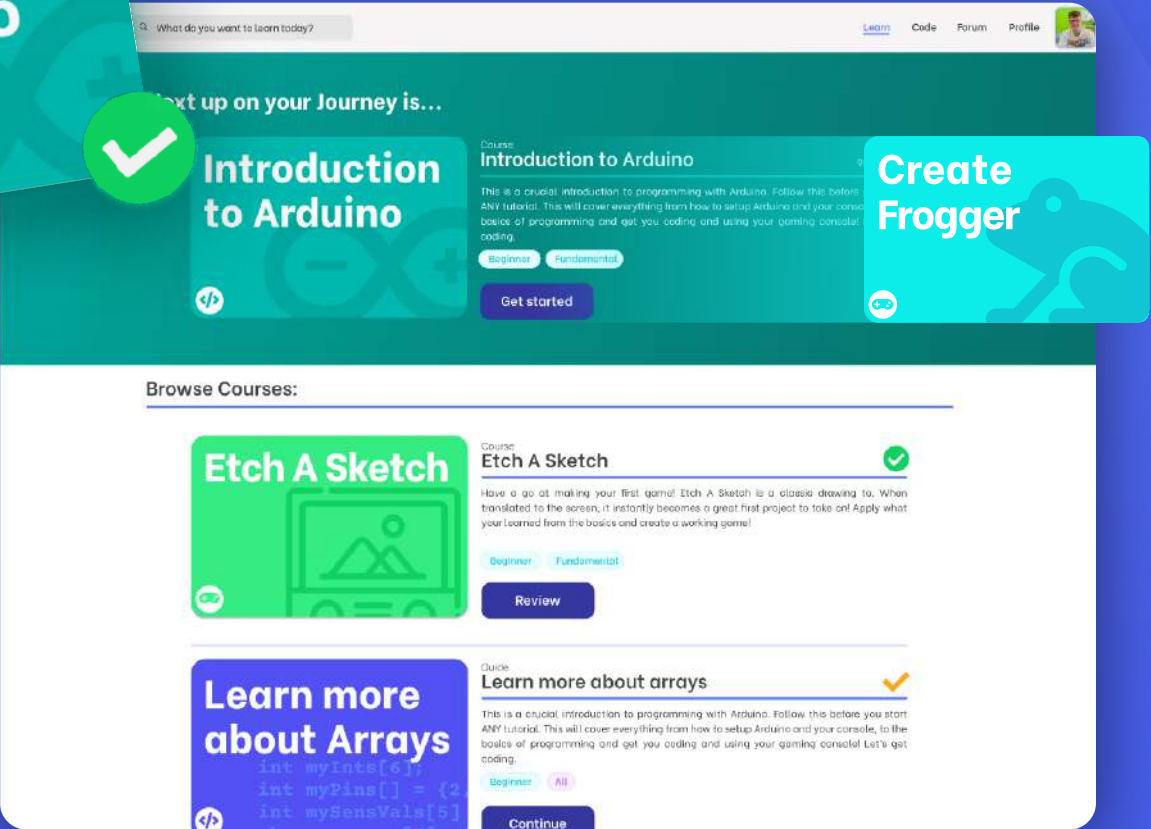 o
What do you want to learn today?
Learn
Code
Forum
Profile
ext up on your Journey is...
Introduction
to Arduino
Course
Introduction to Arduino
This is a crucial introduction to programming with Arduino. Follow this before
ANY tutorial. This will cover everything from how to setup Arduino and your conso
basics of programming and get you coding and using your gaming console!
coding.
Beginner
Fundamental
Get started
Create
Frogger
Browse Courses:
Etch A Sketch
Course
Etch A Sketch
Have a go at making your first game! Etch A Sketch is a classic drawing to. When
translated to the screen, it instantly becomes a great first project to take on! Apply what
your learned from the basics and create a working game!
Beginner
Fundamental
Review
Learn more
about Arrays
int myInts[6];
int myPins[] = {2,
int mySensVals[5]
Guide
Learn more about arrays
This is a crucial introduction to programming with Arduino. Follow this before you start
ANY tutorial. This will cover everything from how to setup Arduino and your console, to the
basics of programming and get you coding and using your gaming console! Let's get
coding.
Beginner
All
Continue